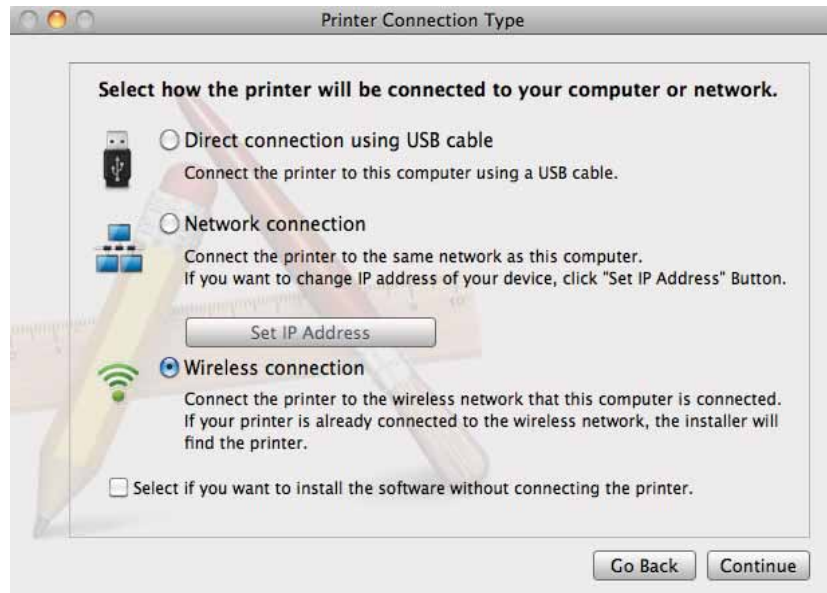 Printer Connection Type
Select how the printer will be connected to your computer or network.
Direct connection using USB cable
Connect the printer to this computer using a USB cable.
Network connection
Connect the printer to the same network as this computer.
If you want to change IP address of your device, click "Set IP Address" Button.
Set IP Address
Wireless connection
Connect the printer to the wireless network that this computer is connected.
If your printer is already connected to the wireless network, the installer will
find the printer.
Select if you want to install the software without connecting the printer.
Go Back
Continue